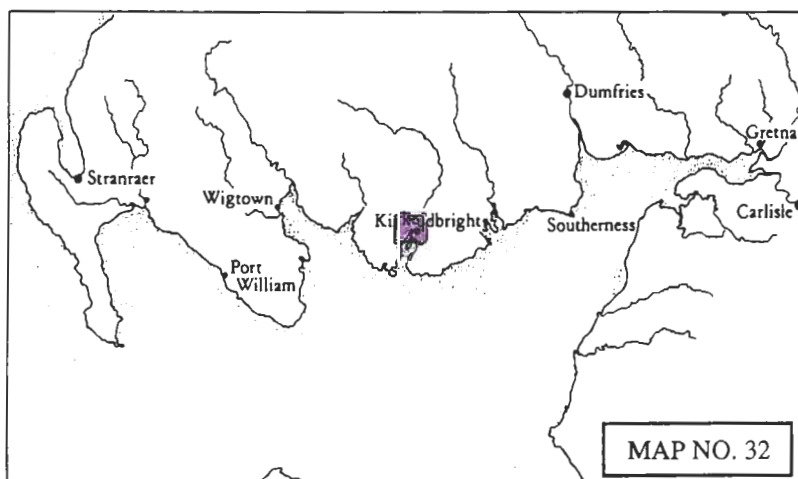 Dumfries
Gretna
Stranraer
Wigtown
Southerness
Carlisle
Port
William
MAP NO. 32